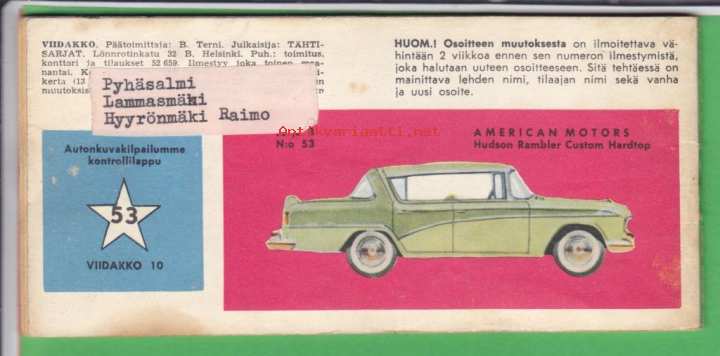 VIIDAKKO. Päätoimittaja: B. Terni. Julkaisija: TÄHTI-
SARJAT. Lönnrotinkatu 32 B. Helsinki. Puh.: toimitus,
konttori ja tilaukset 52 659. Ilmestyy joka toinen
nantai.
muutoksista
Pyhäsalmi
Lammasmäki
Hyyrönmäki Raimo
HUOM.! Osoitteen muutoksesta on ilmoitettava vä-
hintään 2 viikkoa ennen sen numeron ilmestymistä,
joka halutaan uuteen osoitteeseen. Sitä tehtäessä on
mainittava lehden nimi, tilaajan nimi sekä vanha
ja uusi osoite.
Antikvariaatti.net
Autonkuvakilpailumme
kontrollilappu
53
VIIDAKKO 10
N:o 53
AMERICAN MOTORS
Hudson Rambler Custom Hardtop